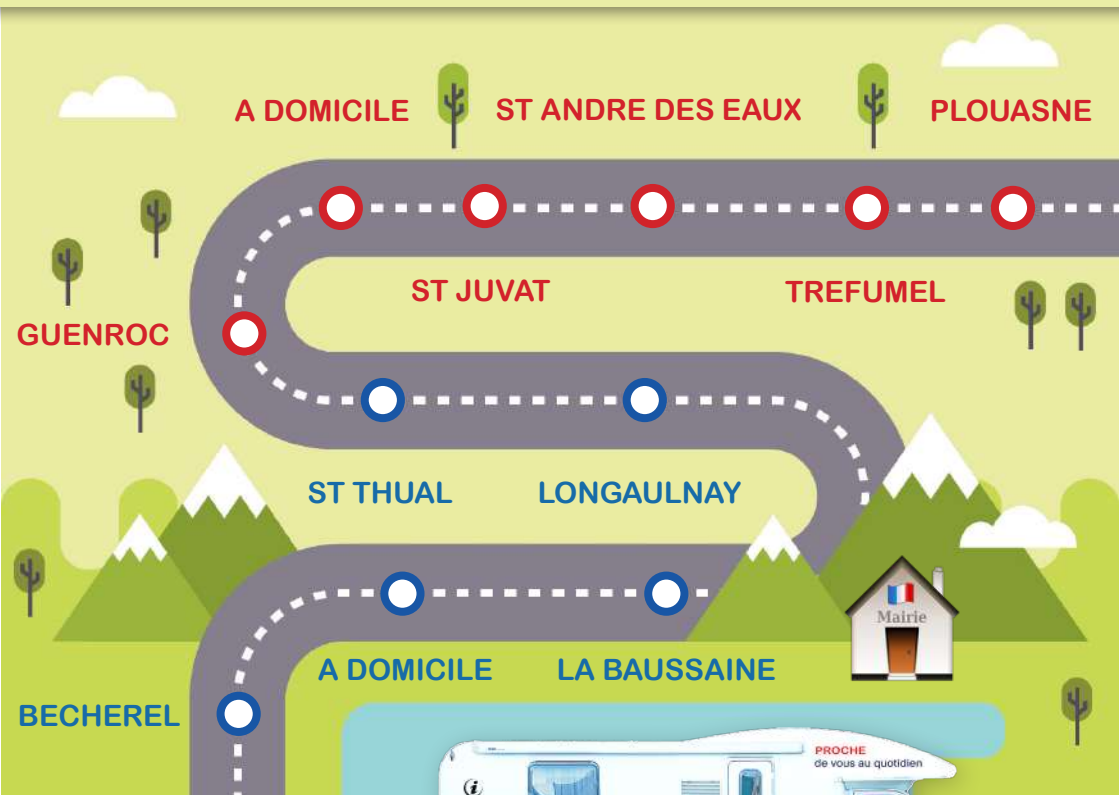 A DOMICILE
ST ANDRE DES EAUX
PLOUASNE
ST JUVAT
TREFUMEL
GUENROC
ST THUAL
LONGAULNAY
Mairie
A DOMICILE
LA BAUSSAINE
BECHEREL
PROCHE
de vous au quotidien
i